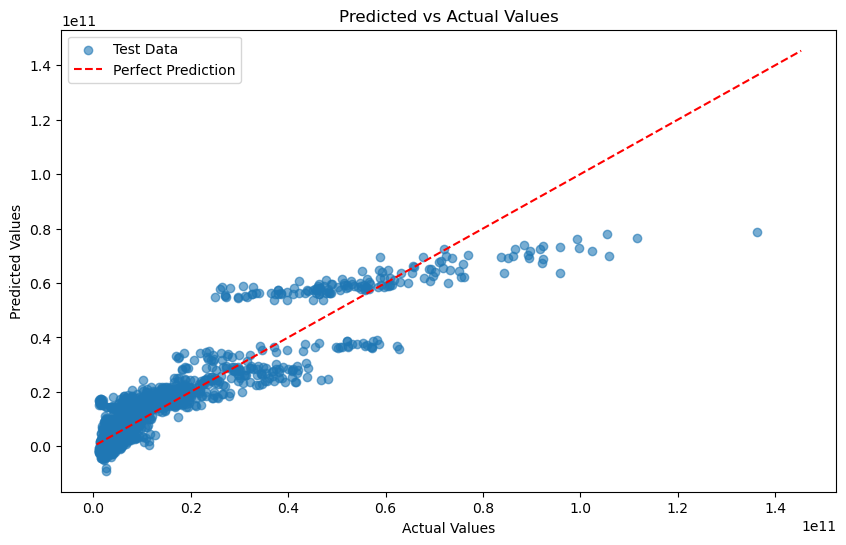 Predicted vs Actual Values
1e11
Test Data
Perfect Prediction
1.4
1.2
1.0
0.8
0.6
0.4
0.2
0.0
Predicted Values
0.0 0.2 0.4 0.6 0.8 1.0 1.2 1.4
1e11
Actual Values